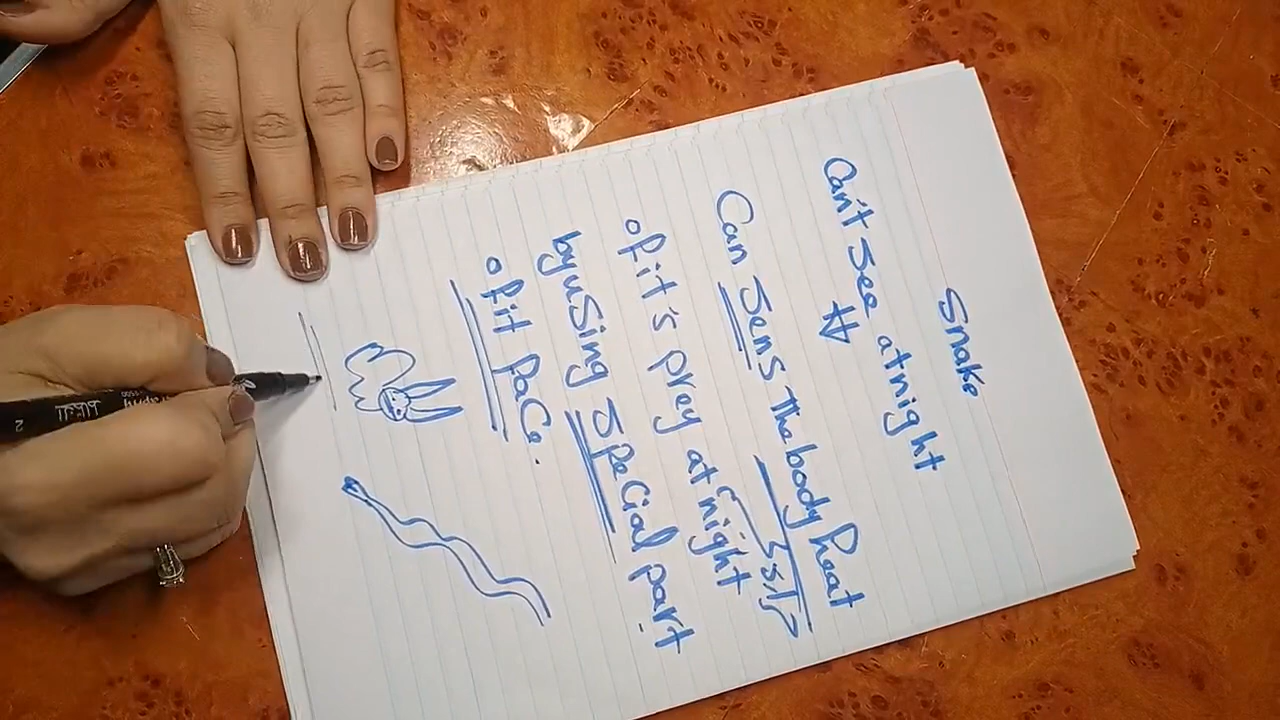 Snake
Can't see at night
Can sens the body heat
of it's prey at night
by using special part
of it pace.